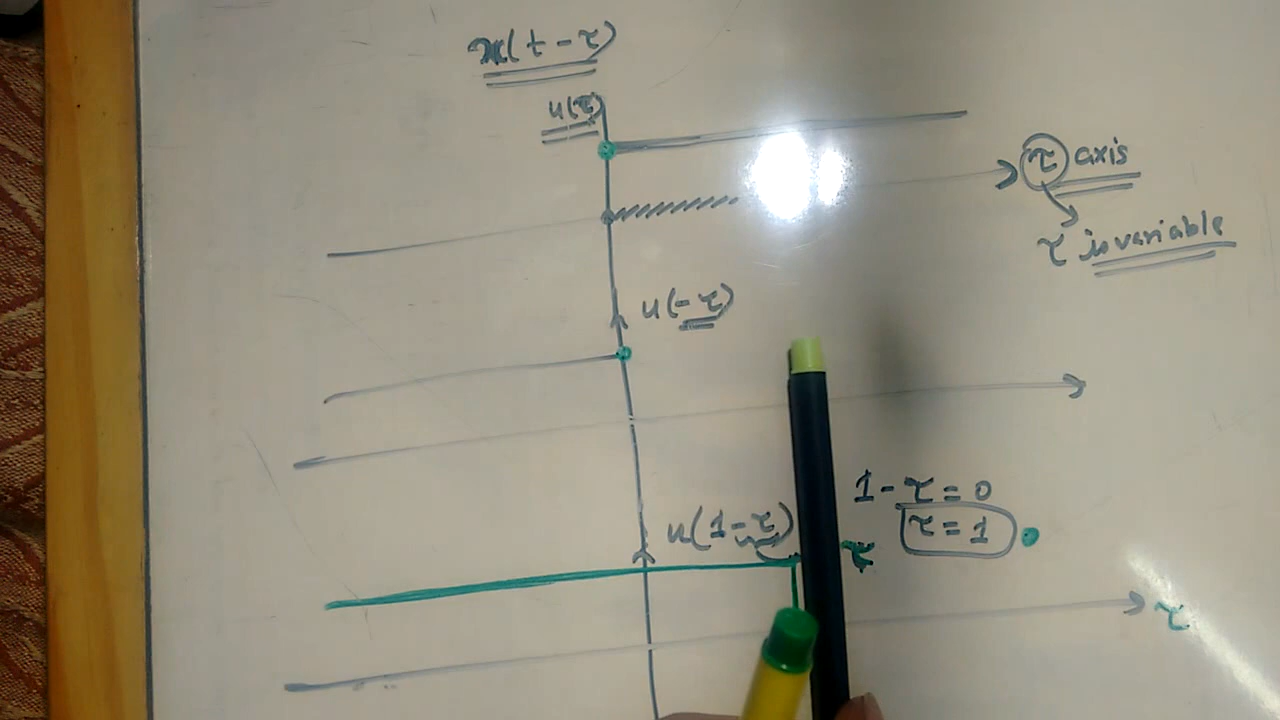 x(t-τ)
u(τ)
τ axis
τ is variable
u(-τ)
1-τ=0
u(1-τ)
τ=1
τ
τ